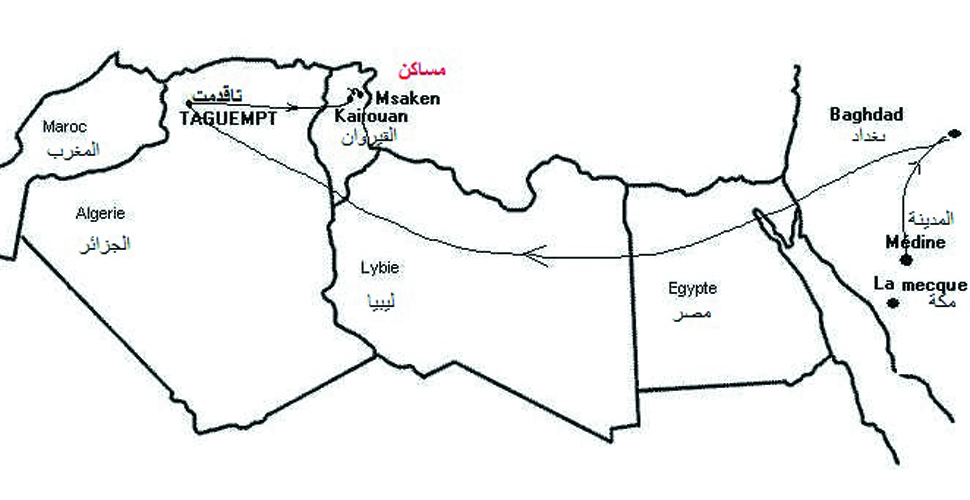 مساكن
تاقدمت
TAGUEMPT
Msaken
Kairouan
القيروان
Baghdad
بغداد
Maroc
المغرب
Algerie
الجزائر
Lybie
ليبيا
Egypte
مصر
المدينة
Médine
La mecque
مكة